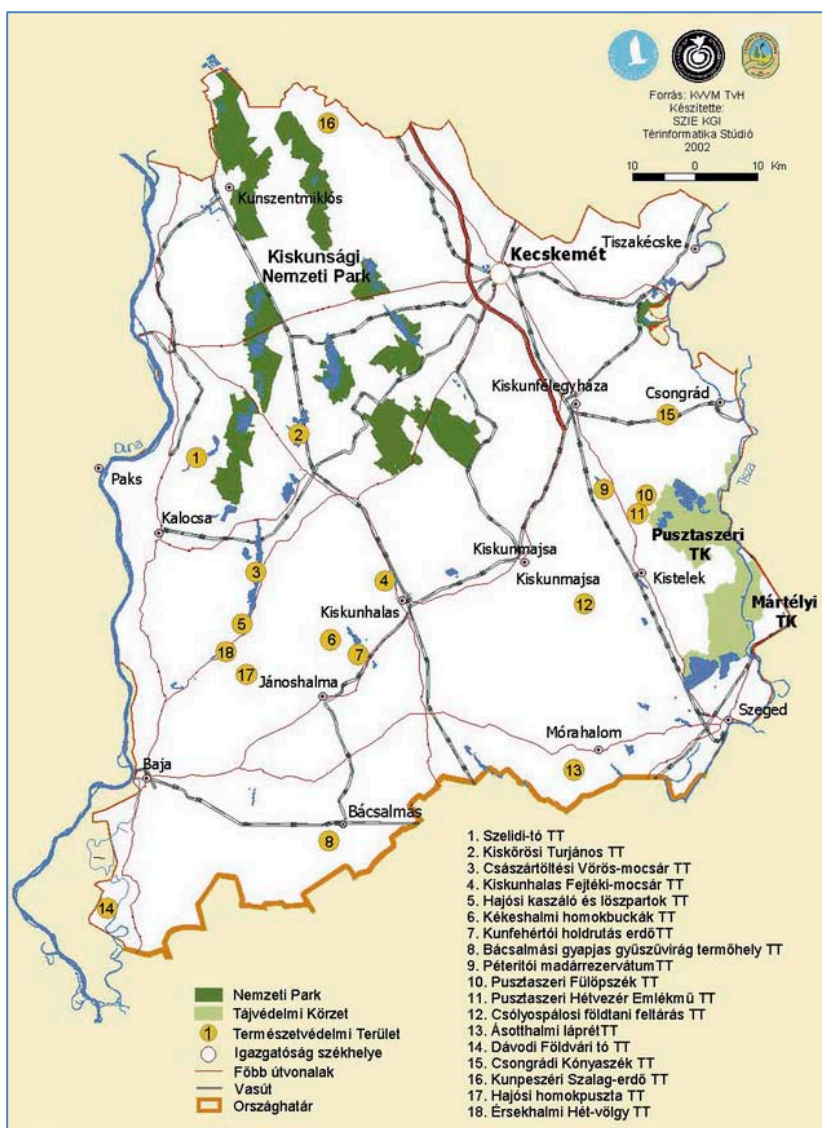 Forrás: KvVM TvH
Készítette:
SZIE KGI
Térinformatika Stúdió
2002
10 0 10 Km
16
Kunszentmiklós
Tiszakécske
Kiskunsági
Nemzeti Park
Kecskemét
Kiskunfélegyháza
Csongrád
15
2
1
Duna
Tisza
Paks
9
10
11
Kalocsa
Pusztaszeri
TK
Kiskunmajsa
Kiskunmajsa
Kistelek
3
4
12
Mártélyi
TK
Kiskunhalas
5
6
18
7
17
Jánoshalma
Szeged
Mórahalom
13
Baja
Bácsalmás
8
14
1. Szelidi-tó TT
2. Kiskőrösi Turjános TT
3. Császártöltési Vörös-mocsár TT
4. Kiskunhalas Fejtéki-mocsár TT
5. Hajósi kaszáló és löszpartok TT
6. Kékeshalmi homokbuckák TT
7. Kunfehértói holdrutás erdő TT
8. Bácsalmási gyapjas gyűszűvirág termőhely TT
9. Péteritói madárrezervátum TT
10. Pusztaszeri Fülöpszék TT
11. Pusztaszeri Hétvezér Emlékmű TT
12. Csólyospálosi földtani feltárás TT
13. Ásotthalmi láprét TT
14. Dávodi Földvári tó TT
15. Csongrádi Kónyaszék TT
16. Kunpeszéri Szalag-erdő TT
17. Hajósi homokpuszta TT
18. Érsekhalmi Hét-völgy TT
Nemzeti Park
Tájvédelmi Körzet
1 Természetvédelmi Terület
Igazgatóság székhelye
Főbb útvonalak
Vasút
Országhatár